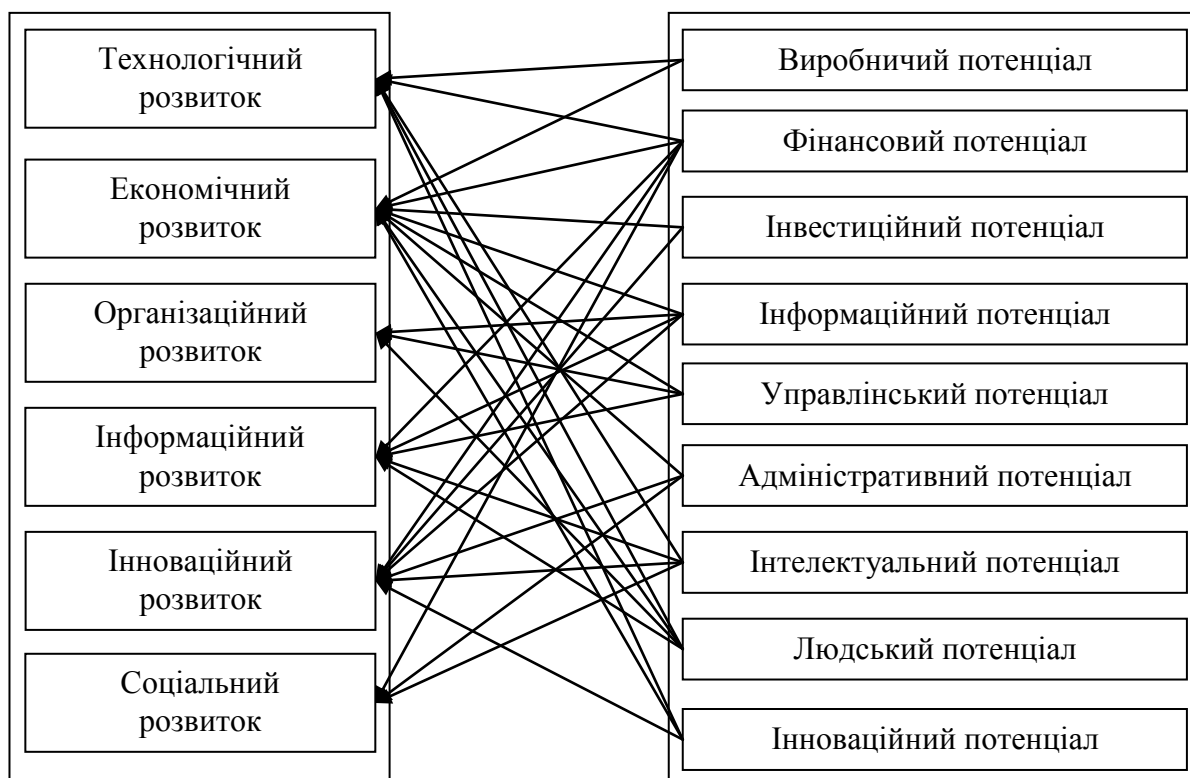 Технологічний
розвиток
Економічний
розвиток
Організаційний
розвиток
Інформаційний
розвиток
Інноваційний
розвиток
Соціальний
розвиток
Виробничий потенціал
Фінансовий потенціал
Інвестиційний потенціал
Інформаційний потенціал
Управлінський потенціал
Адміністративний потенціал
Інтелектуальний потенціал
Людський потенціал
Інноваційний потенціал